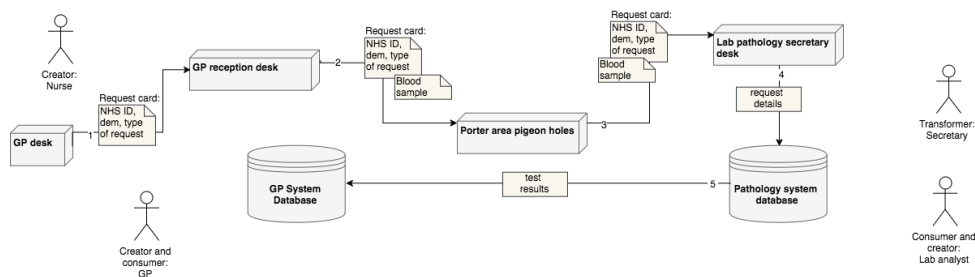 Creator:
Nurse
GP desk
1
Request card:
NHS ID,
dem, type
of request
GP reception desk
2
Request card:
NHS ID,
dem, type
of request
Blood
sample
Porter area pigeon holes
3
Request card:
NHS ID,
dem, type
of request
Blood
sample
Lab pathology secretary
desk
4
request
details
Transformer:
Secretary
Pathology system
database
5
test
results
GP System
Database
Creator and
consumer:
GP
Consumer and
creator:
Lab analyst